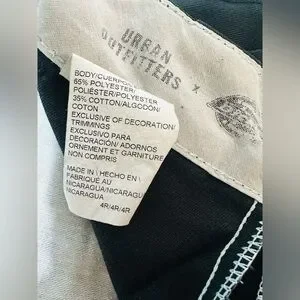 URBAN
OUTFITTERS
x
BODY/CUERPO/
65% POLYESTER/
POLIÉSTER/POLYESTER
35% COTTON/ALGODÓN/
COTON
EXCLUSIVE OF DECORATION/
TRIMMINGS
EXCLUSIVO PARA
DECORACIÓN/ ADORNOS
ORNEMENT ET GARNITURE
NON COMPRIS
MADE IN \ HECHO EN \
FABRIQUÉ AU
NICARAGUA/NICARAGU
NICARAGUA
4R/4R/4R